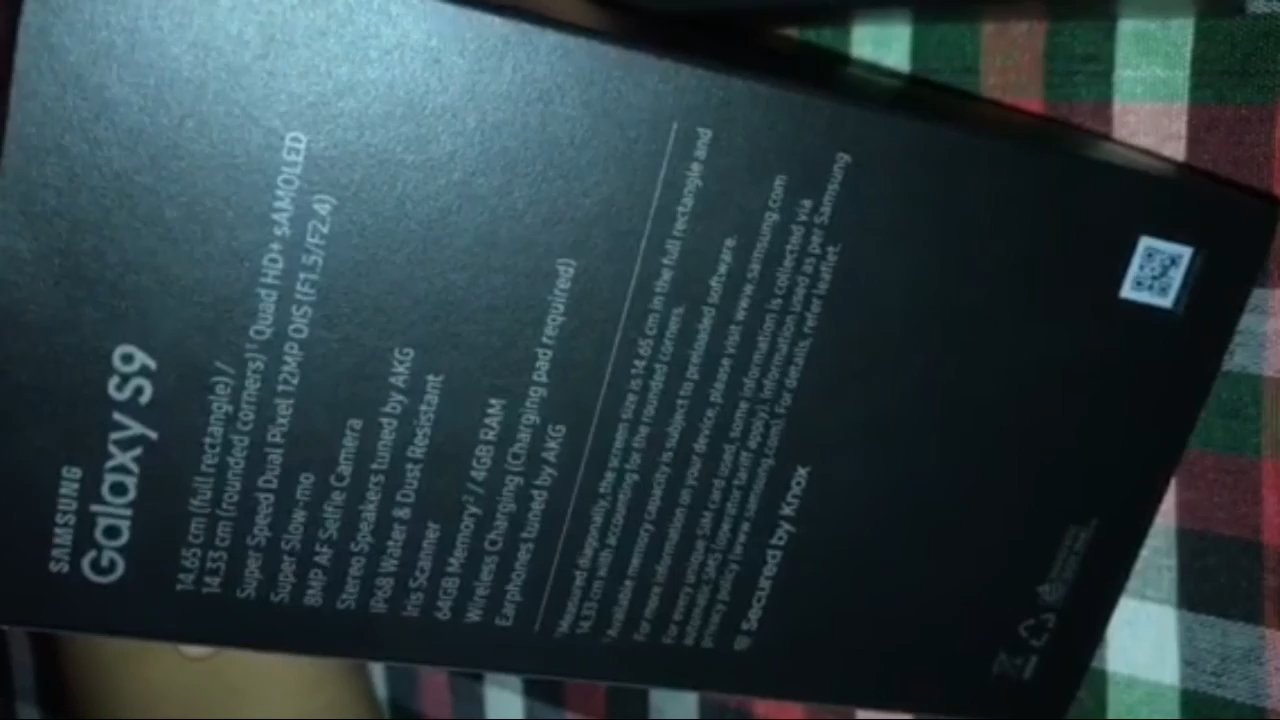 SAMSUNG
Galaxy S9
14.65 cm (full rectangle) /
14.33 cm (rounded corners)¹ Quad HD+ sAMOLED
Super Speed Dual Pixel 12MP OIS (F1.5/F2.4)
Super Slow-mo
8MP AF Selfie Camera
Stereo Speakers tuned by AKG
IP68 Water & Dust Resistant
Iris Scanner
64GB Memory² / 4GB RAM
Wireless Charging (Charging pad required)
Earphones tuned by AKG
¹Measured diagonally, the screen size is 14.65 cm in the full rectangle and
14.33 cm with accounting for the rounded corners.
²Available memory capacity is subject to preloaded software.
For more information on your device, please visit www.samsung.com
For every unique SIM card used, some information is collected via
automatic SMS (operator tariff apply). Information used as per Samsung
privacy policy (www.samsung.com). For details, refer leaflet.
Secured by Knox